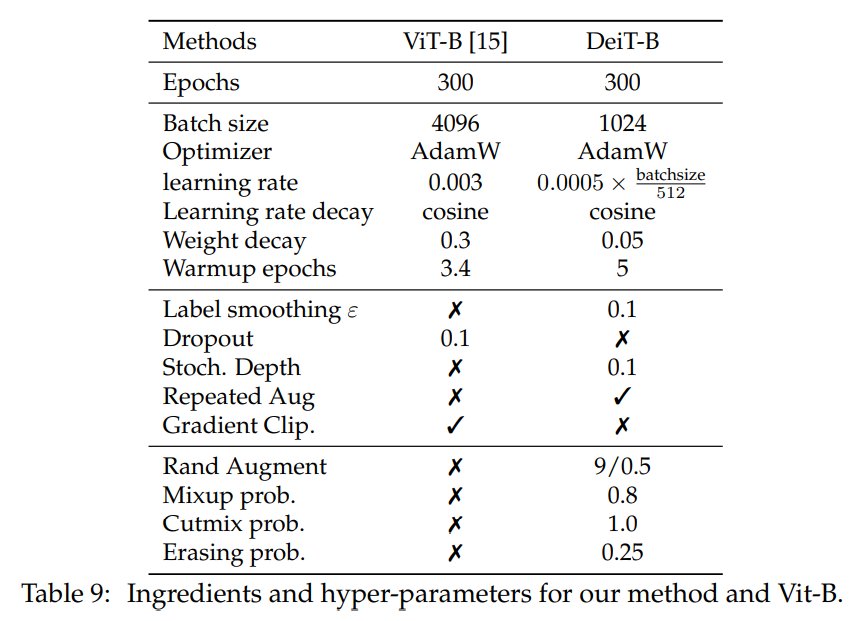 Methods ViT-B [15] DeiT-B
Epochs 300 300
Batch size 4096 1024
Optimizer AdamW AdamW
learning rate 0.003 0.0005 × batchsize/512
Learning rate decay cosine cosine
Weight decay 0.3 0.05
Warmup epochs 3.4 5
Label smoothing ε ✗ 0.1
Dropout 0.1 ✗
Stoch. Depth ✗ 0.1
Repeated Aug ✗ ✓
Gradient Clip. ✓ ✗
Rand Augment ✗ 9/0.5
Mixup prob. ✗ 0.8
Cutmix prob. ✗ 1.0
Erasing prob. ✗ 0.25
Table 9: Ingredients and hyper-parameters for our method and Vit-B.